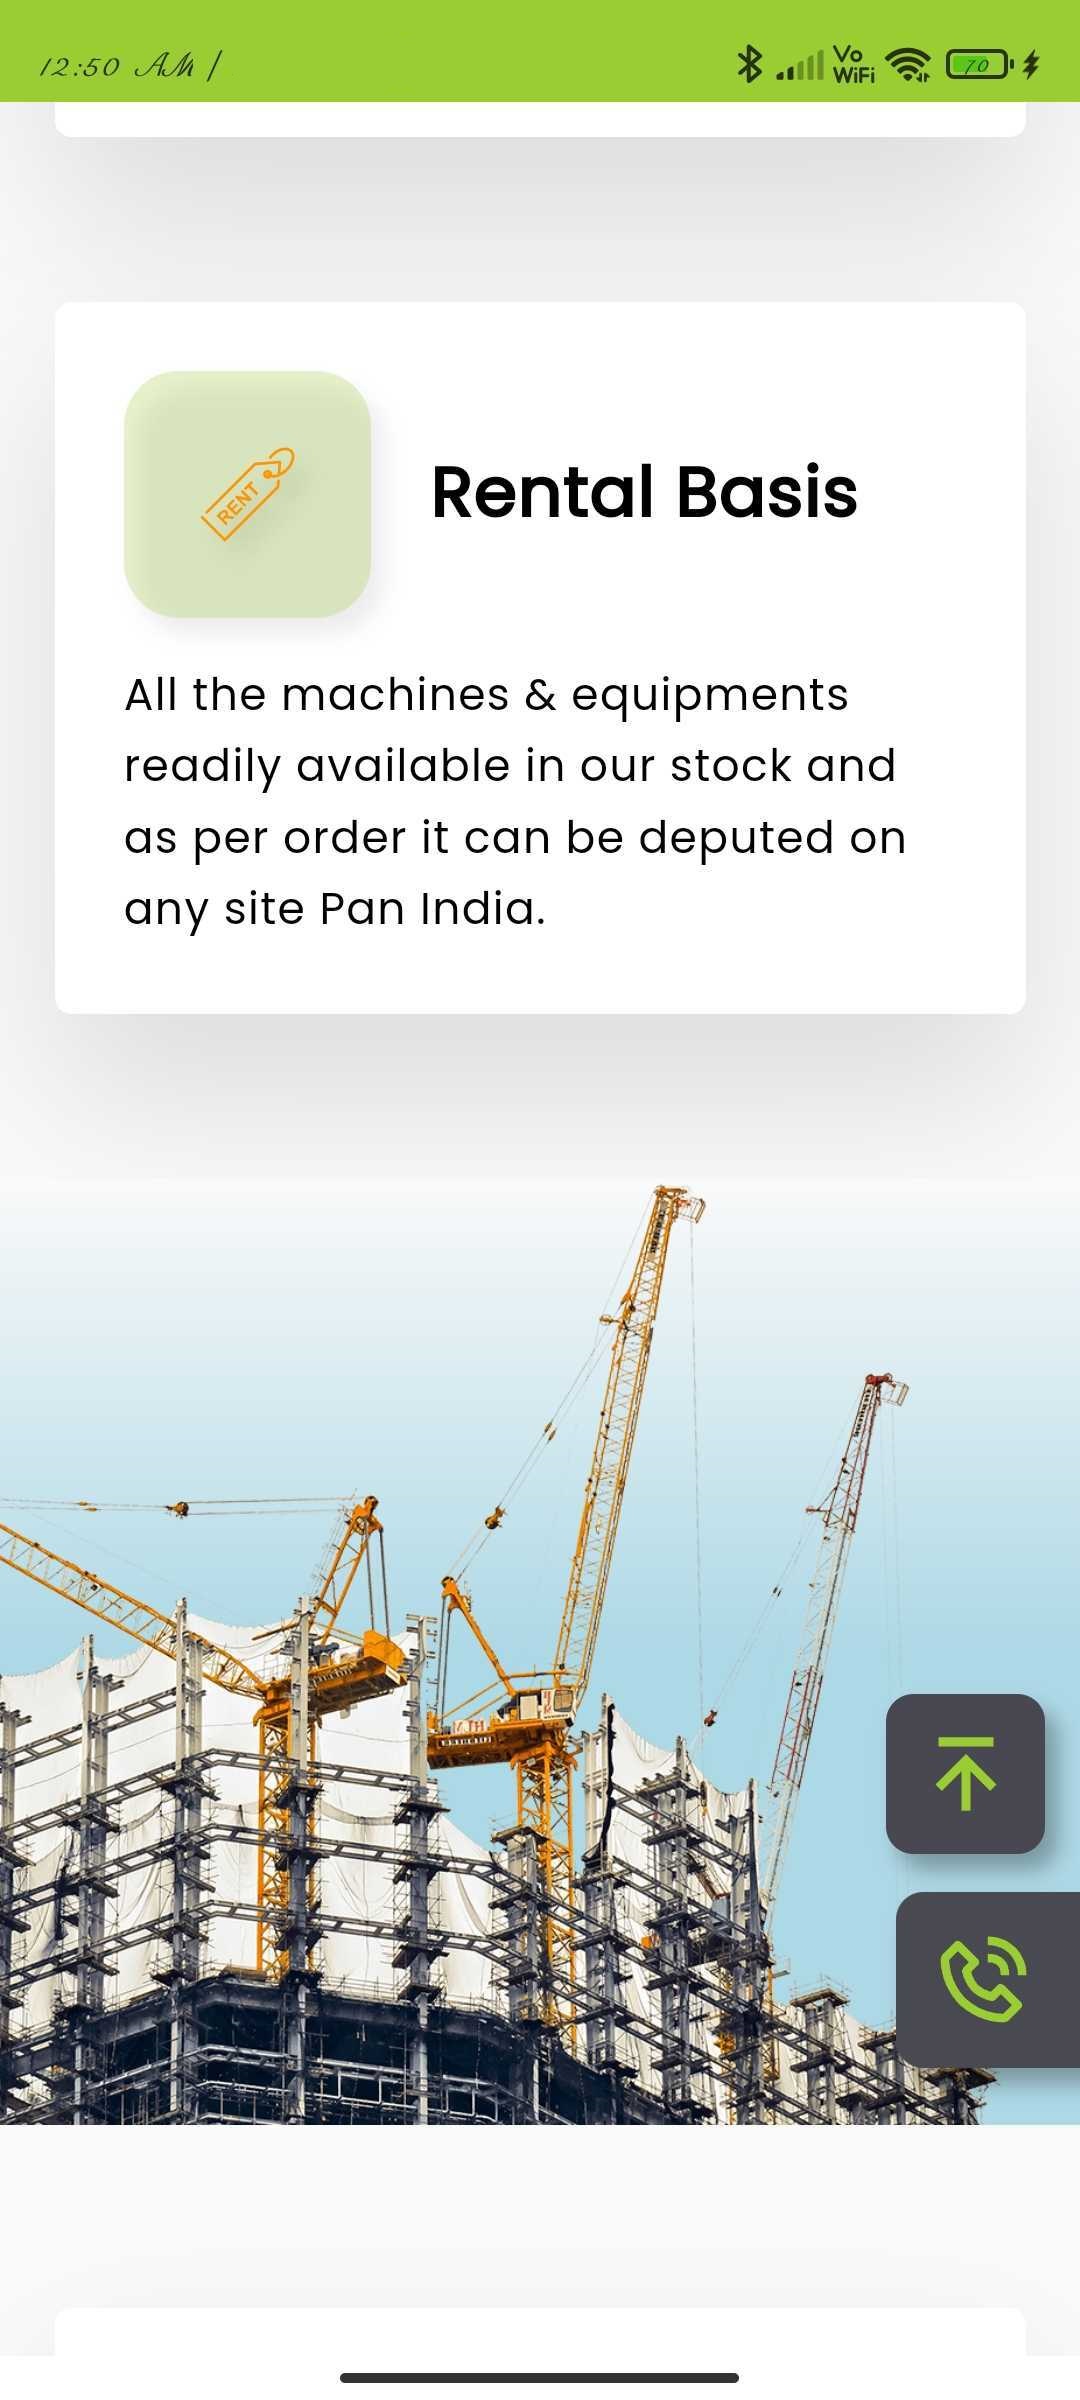 12:50 AM |
Vo
WiFi
70
RENT
Rental Basis
All the machines & equipments
readily available in our stock and
as per order it can be deputed on
any site Pan India.
KJH